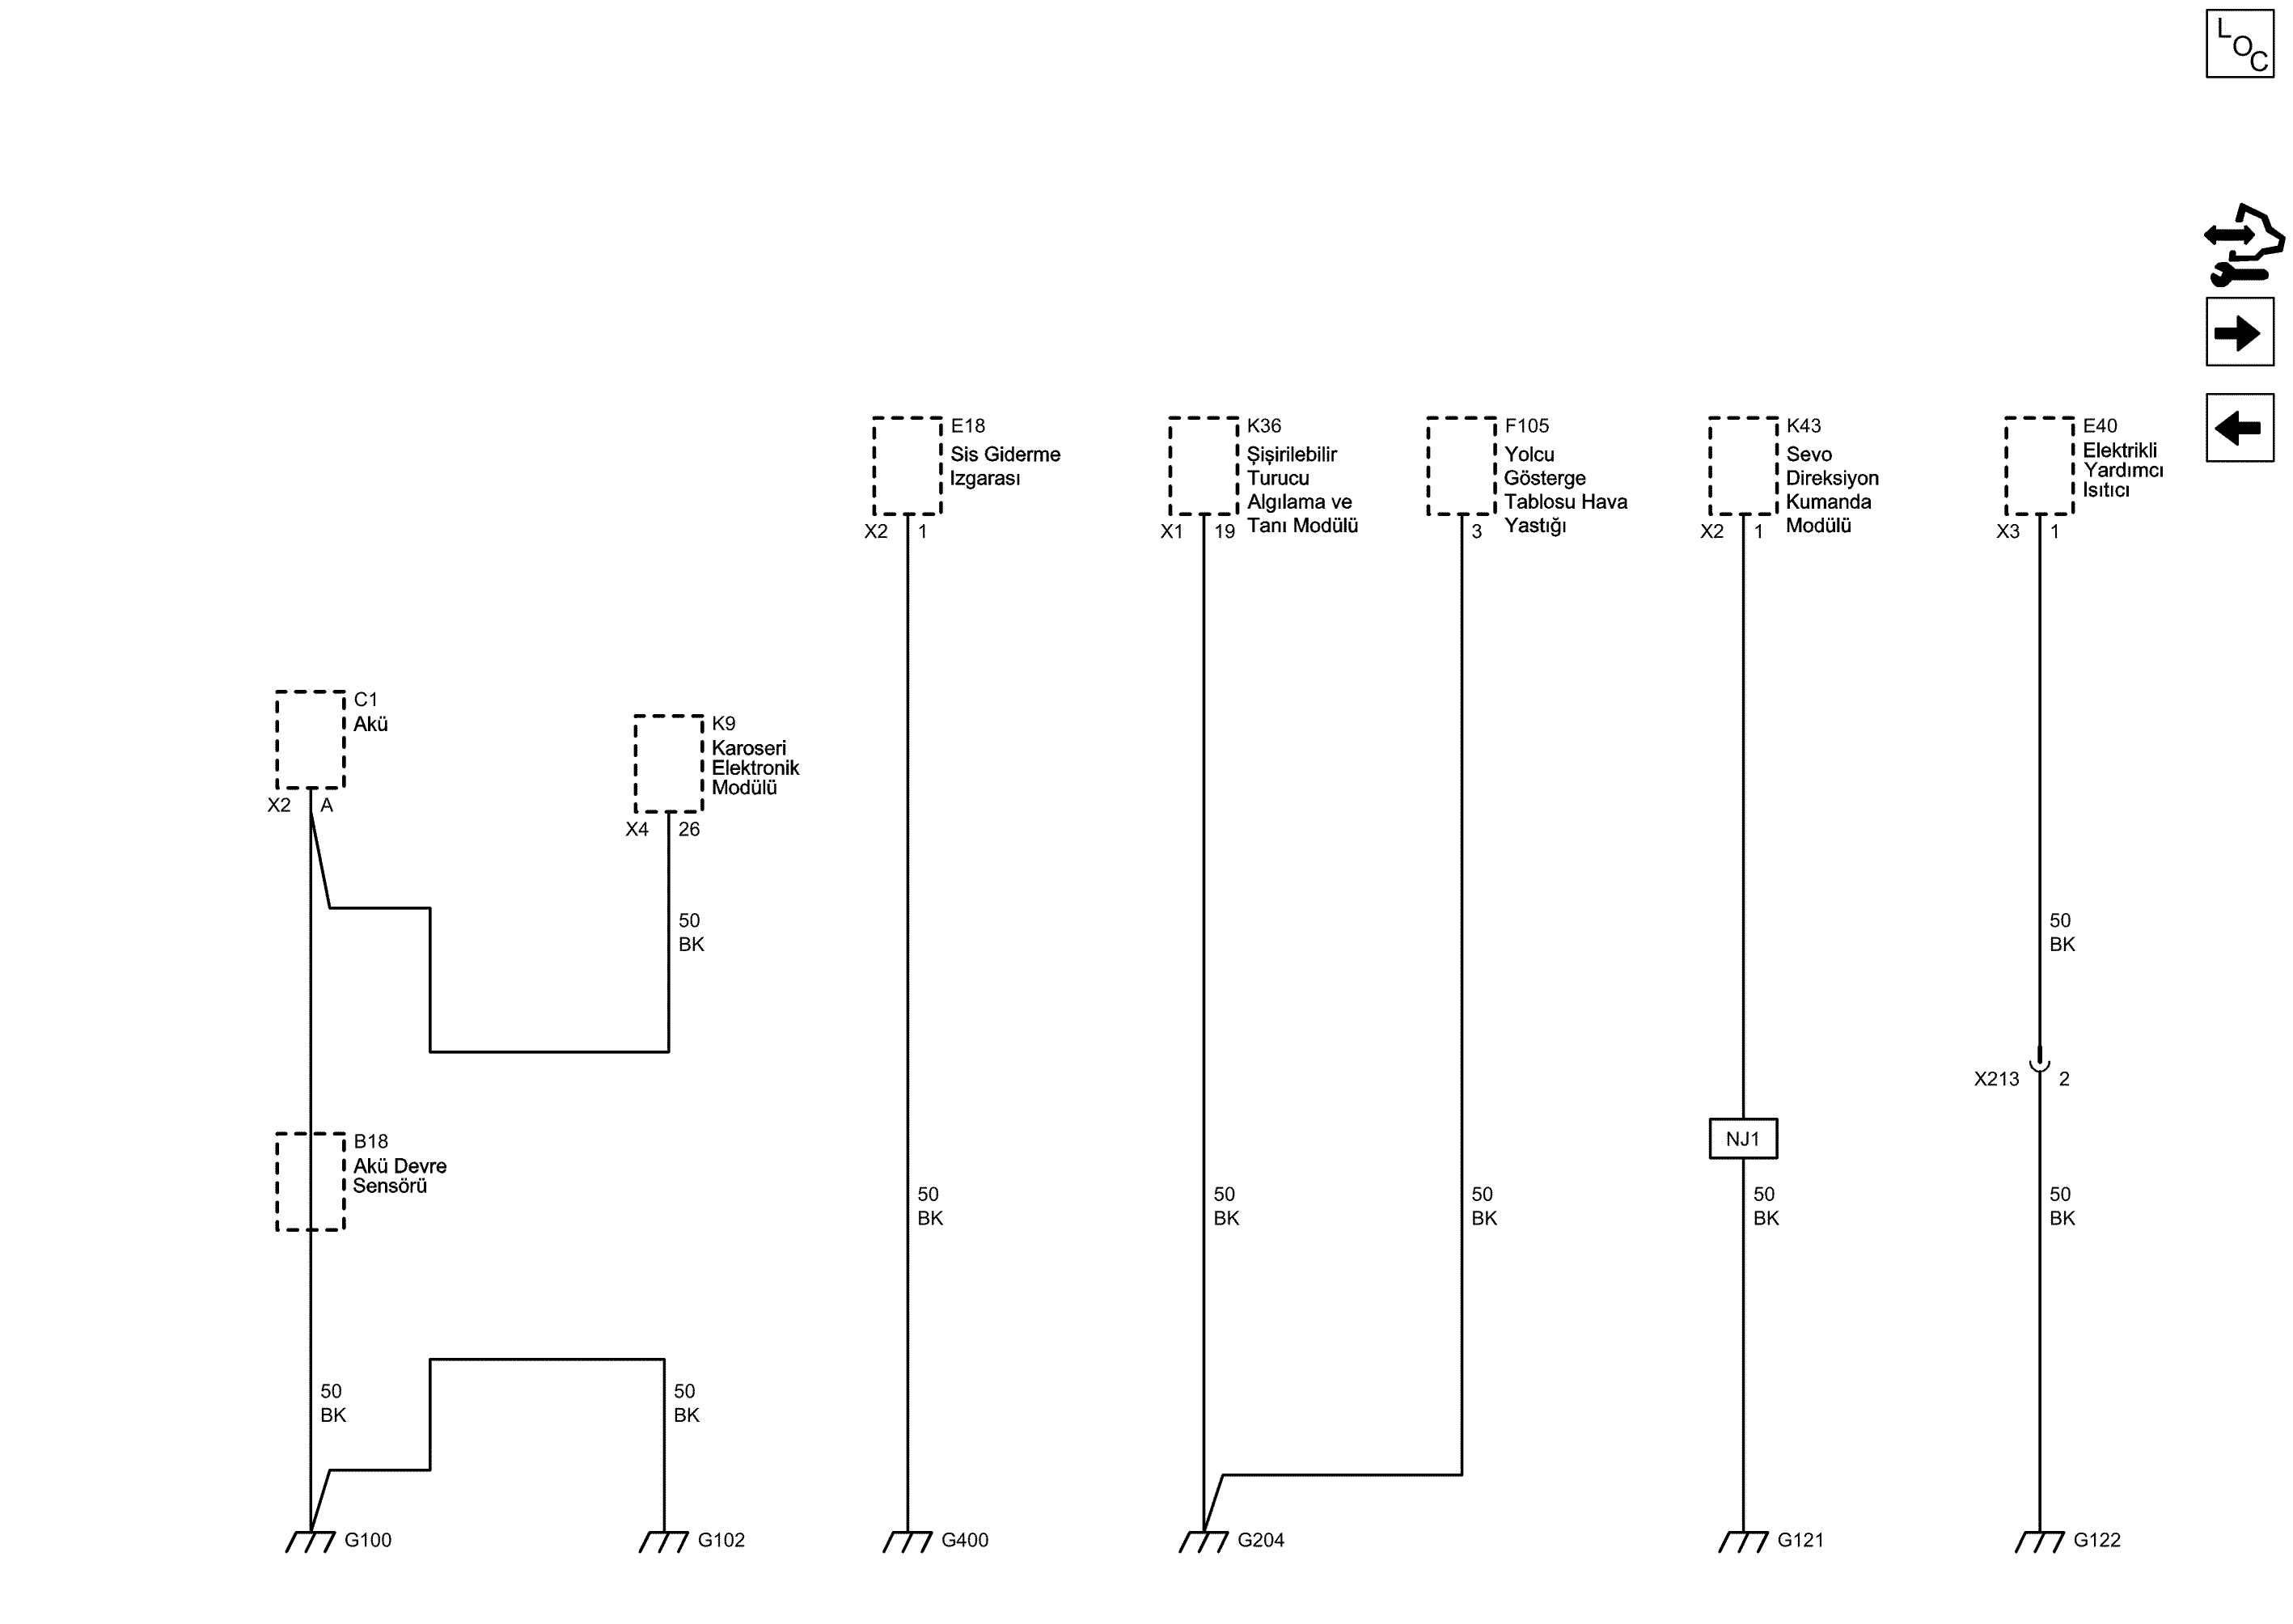 LOC
E18
Sis Giderme
Izgarası
X2 1
K36
Şişirilebilir
Turucu
Algılama ve
Tanı Modülü
X1 19
F105
Yolcu
Gösterge
Tablosu Hava
Yastığı
3
K43
Sevo
Direksiyon
Kumanda
Modülü
X2 1
E40
Elektrikli
Yardımcı
Isıtıcı
X3 1
C1
Akü
X2 A
K9
Karoseri
Elektronik
Modülü
X4 26
50
BK
50
BK
X213 2
NJ1
B18
Akü Devre
Sensörü
50
BK
50
BK
50
BK
50
BK
50
BK
50
BK
50
BK
G100
G102
G400
G204
G121
G122